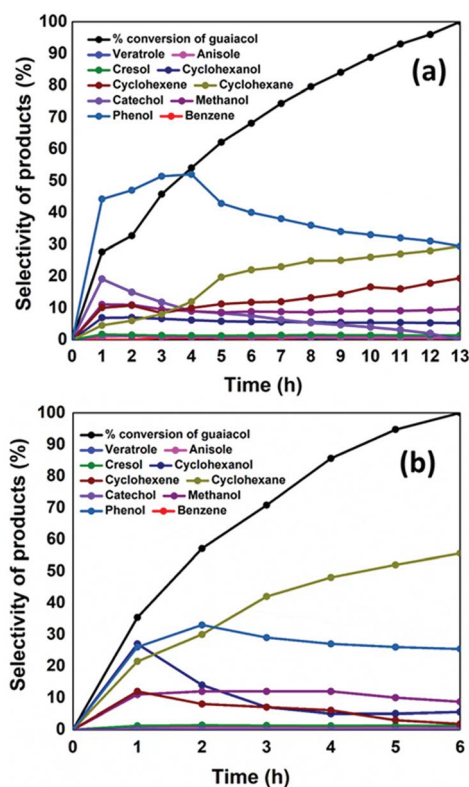 Selectivity of products (%)
100
90
80
70
60
50
40
30
20
10
0
% conversion of guaiacol
Veratrole Anisole
Cresol Cyclohexanol
Cyclohexene Cyclohexane
Catechol Methanol
Phenol Benzene
(a)
0 1 2 3 4 5 6 7 8 9 10 11 12 13
Time (h)
Selectivity of products (%)
100
90
80
70
60
50
40
30
20
10
0
% conversion of guaiacol
Veratrole Anisole
Cresol Cyclohexanol
Cyclohexene Cyclohexane
Catechol Methanol
Phenol Benzene
(b)
0 1 2 3 4 5 6
Time (h)